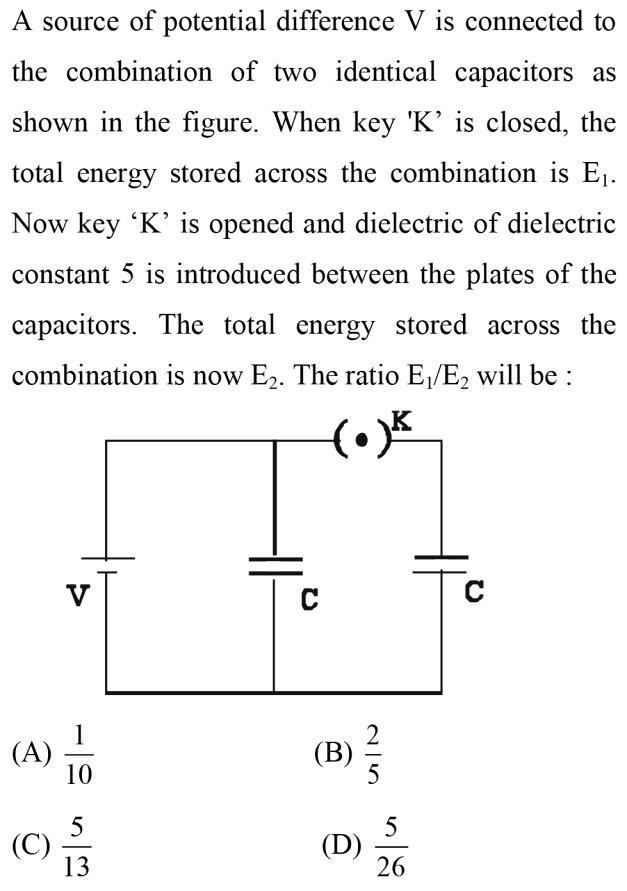 A source of potential difference V is connected to
the combination of two identical capacitors as
shown in the figure. When key 'K’ is closed, the
total energy stored across the combination is E₁.
Now key ‘K’ is opened and dielectric of dielectric
constant 5 is introduced between the plates of the
capacitors. The total energy stored across the
combination is now E₂. The ratio E₁/E₂ will be :
(•)K
V
C
C
(A) 1/10
(B) 2/5
(C) 5/13
(D) 5/26